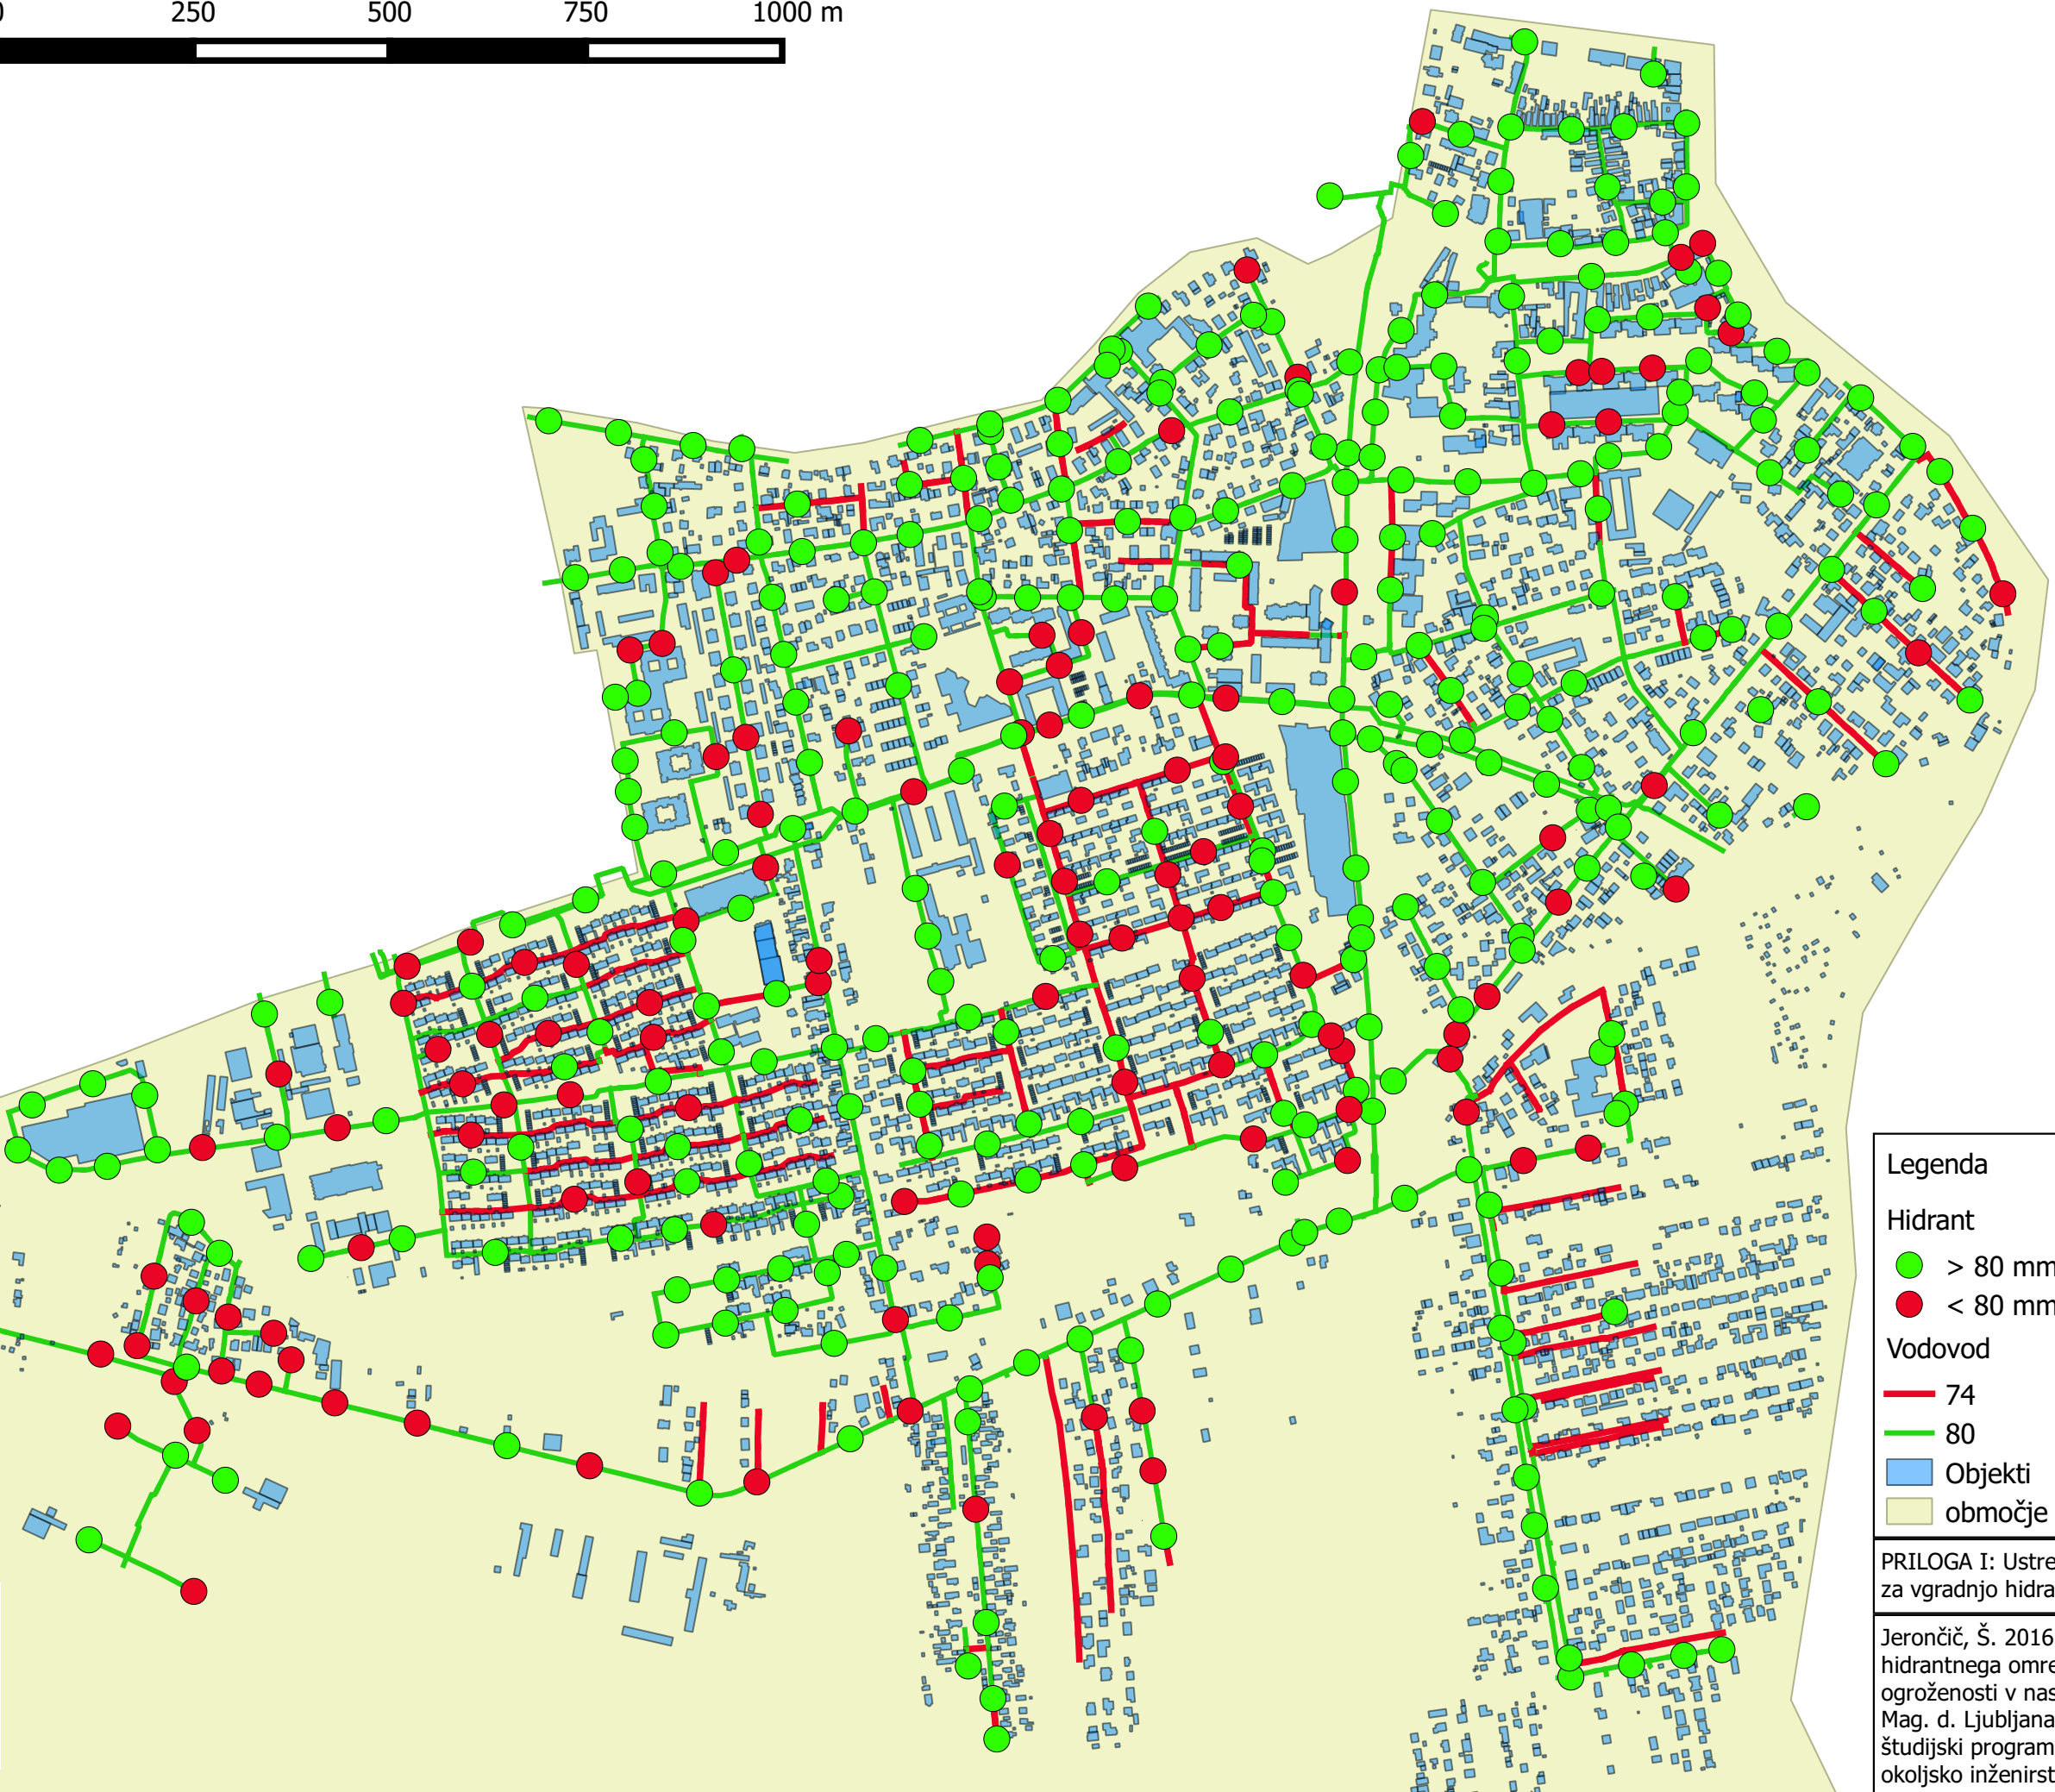 250 500 750 1000 m
Legenda
Hidrant
> 80 mm
< 80 mm
Vodovod
74
80
Objekti
območje
PRILOGA I: Ustre
za vgradnjo hidra
Jerončič, Š. 2016
hidrantnega omre
ogroženosti v nas
Mag. d. Ljubljana
študijski program
okoljsko inženirst